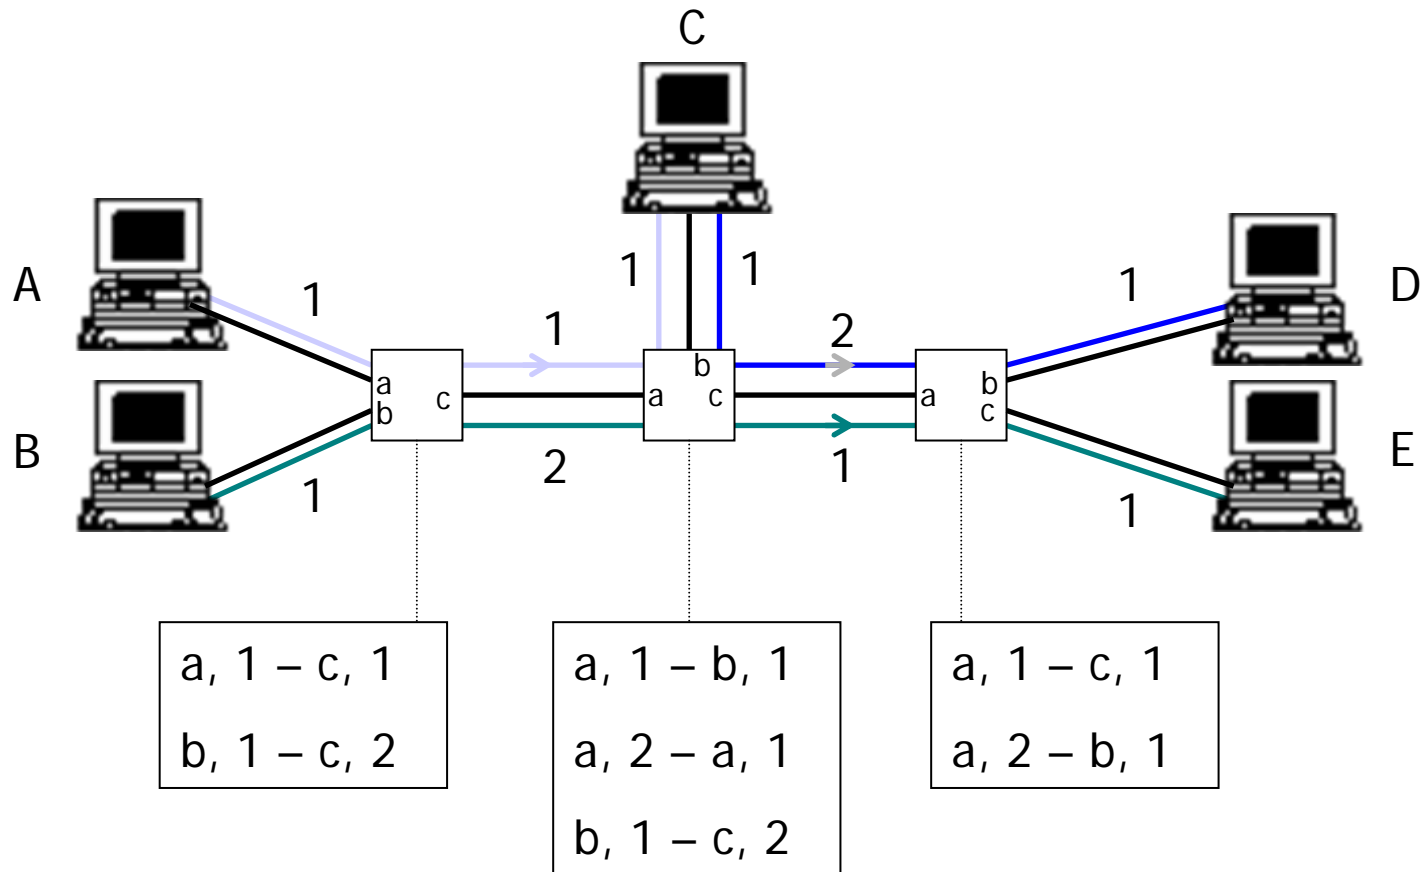 C
A
1
1
1
1
2
1
D
a
b
c
a
b
c
a
b
c
B
1
2
1
1
E
a, 1 – c, 1
b, 1 – c, 2
a, 1 – b, 1
a, 2 – a, 1
b, 1 – c, 2
a, 1 – c, 1
a, 2 – b, 1